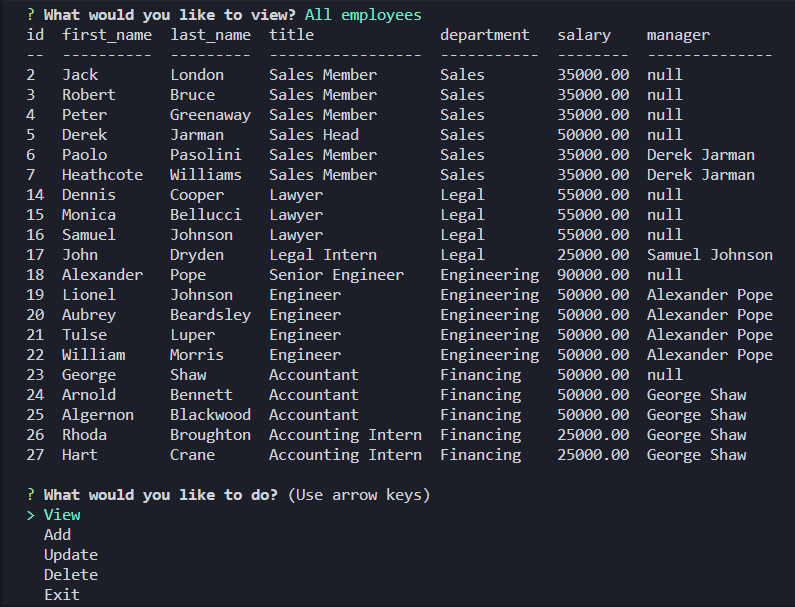 ? What would you like to view? All employees
id  first_name  last_name  title              department   salary    manager
--  ----------  ---------  -----------------  -----------  --------  --------------
2   Jack        London     Sales Member       Sales        35000.00  null
3   Robert      Bruce      Sales Member       Sales        35000.00  null
4   Peter       Greenaway  Sales Member       Sales        35000.00  null
5   Derek       Jarman     Sales Head         Sales        50000.00  null
6   Paolo       Pasolini   Sales Member       Sales        35000.00  Derek Jarman
7   Heathcote   Williams   Sales Member       Sales        35000.00  Derek Jarman
14  Dennis      Cooper     Lawyer             Legal        55000.00  null
15  Monica      Bellucci   Lawyer             Legal        55000.00  null
16  Samuel      Johnson    Lawyer             Legal        55000.00  null
17  John        Dryden     Legal Intern       Legal        25000.00  Samuel Johnson
18  Alexander   Pope       Senior Engineer    Engineering  90000.00  null
19  Lionel      Johnson    Engineer           Engineering  50000.00  Alexander Pope
20  Aubrey      Beardsley  Engineer           Engineering  50000.00  Alexander Pope
21  Tulse       Luper      Engineer           Engineering  50000.00  Alexander Pope
22  William     Morris     Engineer           Engineering  50000.00  Alexander Pope
23  George      Shaw       Accountant         Financing    50000.00  null
24  Arnold      Bennett    Accountant         Financing    50000.00  George Shaw
25  Algernon    Blackwood  Accountant         Financing    50000.00  George Shaw
26  Rhoda       Broughton  Accounting Intern  Financing    25000.00  George Shaw
27  Hart        Crane      Accounting Intern  Financing    25000.00  George Shaw
? What would you like to do? (Use arrow keys)
> View
Add
Update
Delete
Exit